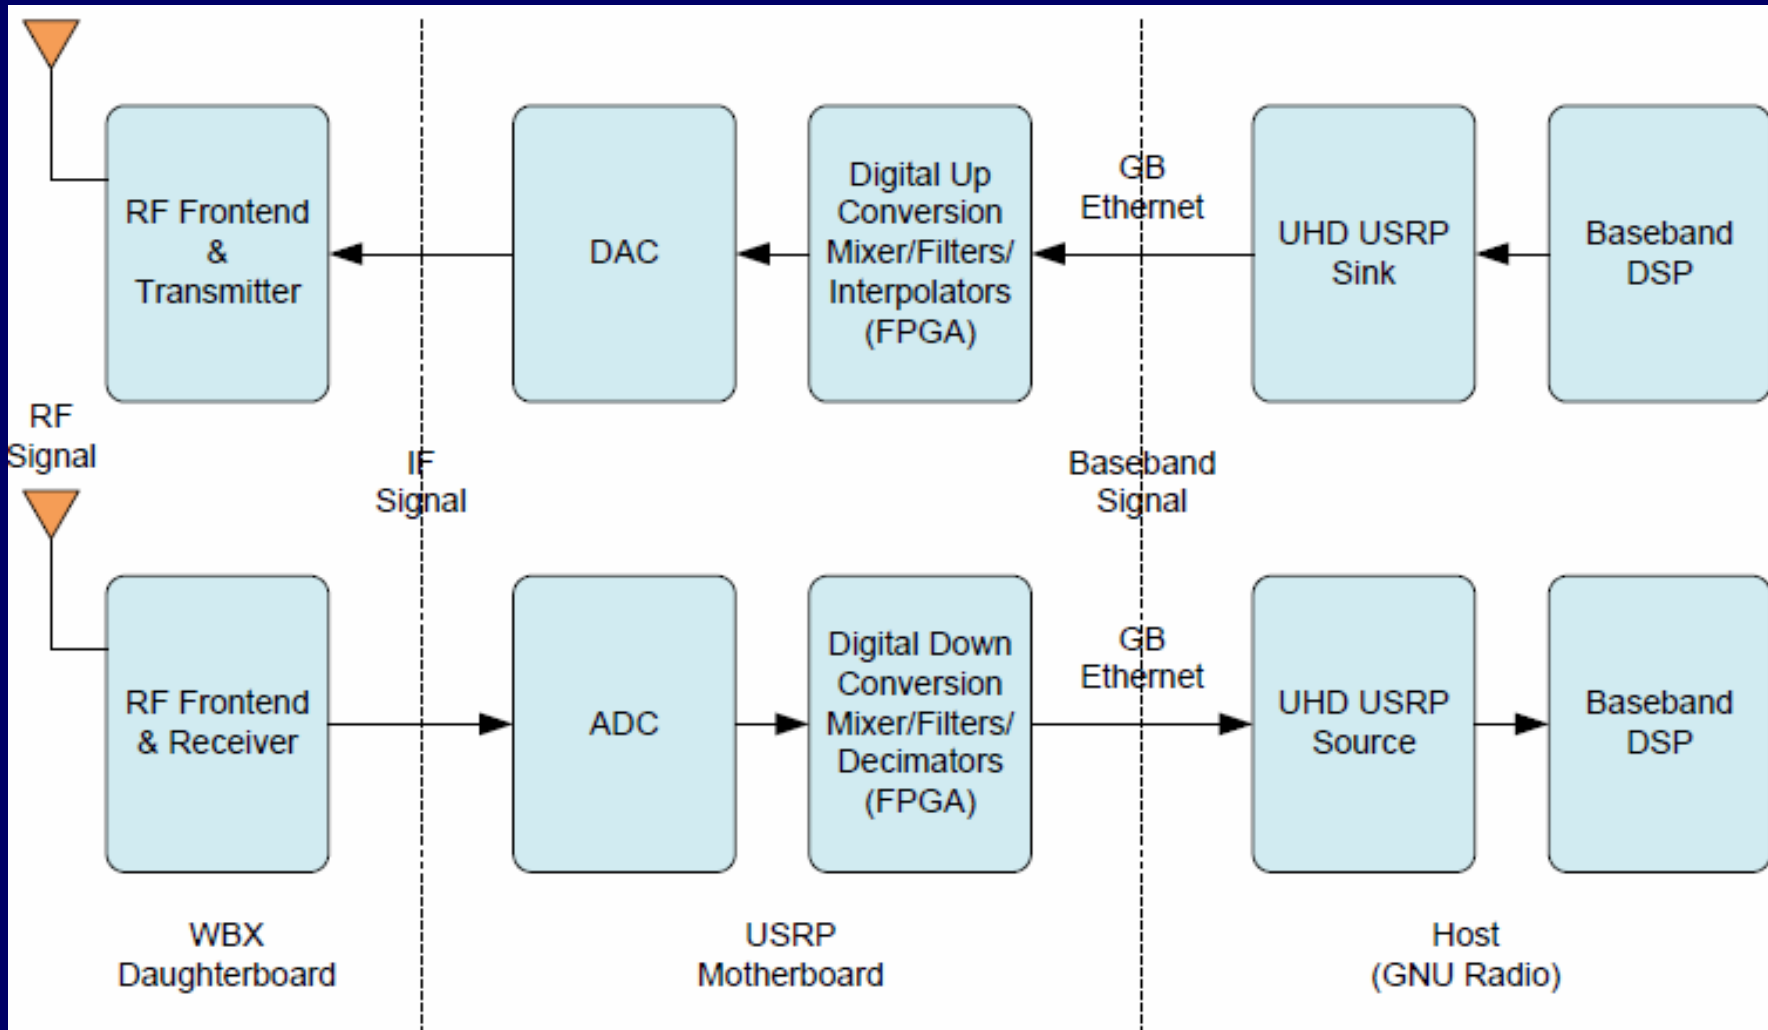 RF Frontend
&
Transmitter
DAC
Digital Up
Conversion
Mixer/Filters/
Interpolators
(FPGA)
GB
Ethernet
UHD USRP
Sink
Baseband
DSP
RF
Signal
IF
Signal
Baseband
Signal
RF Frontend
& Receiver
ADC
Digital Down
Conversion
Mixer/Filters/
Decimators
(FPGA)
GB
Ethernet
UHD USRP
Source
Baseband
DSP
WBX
Daughterboard
USRP
Motherboard
Host
(GNU Radio)